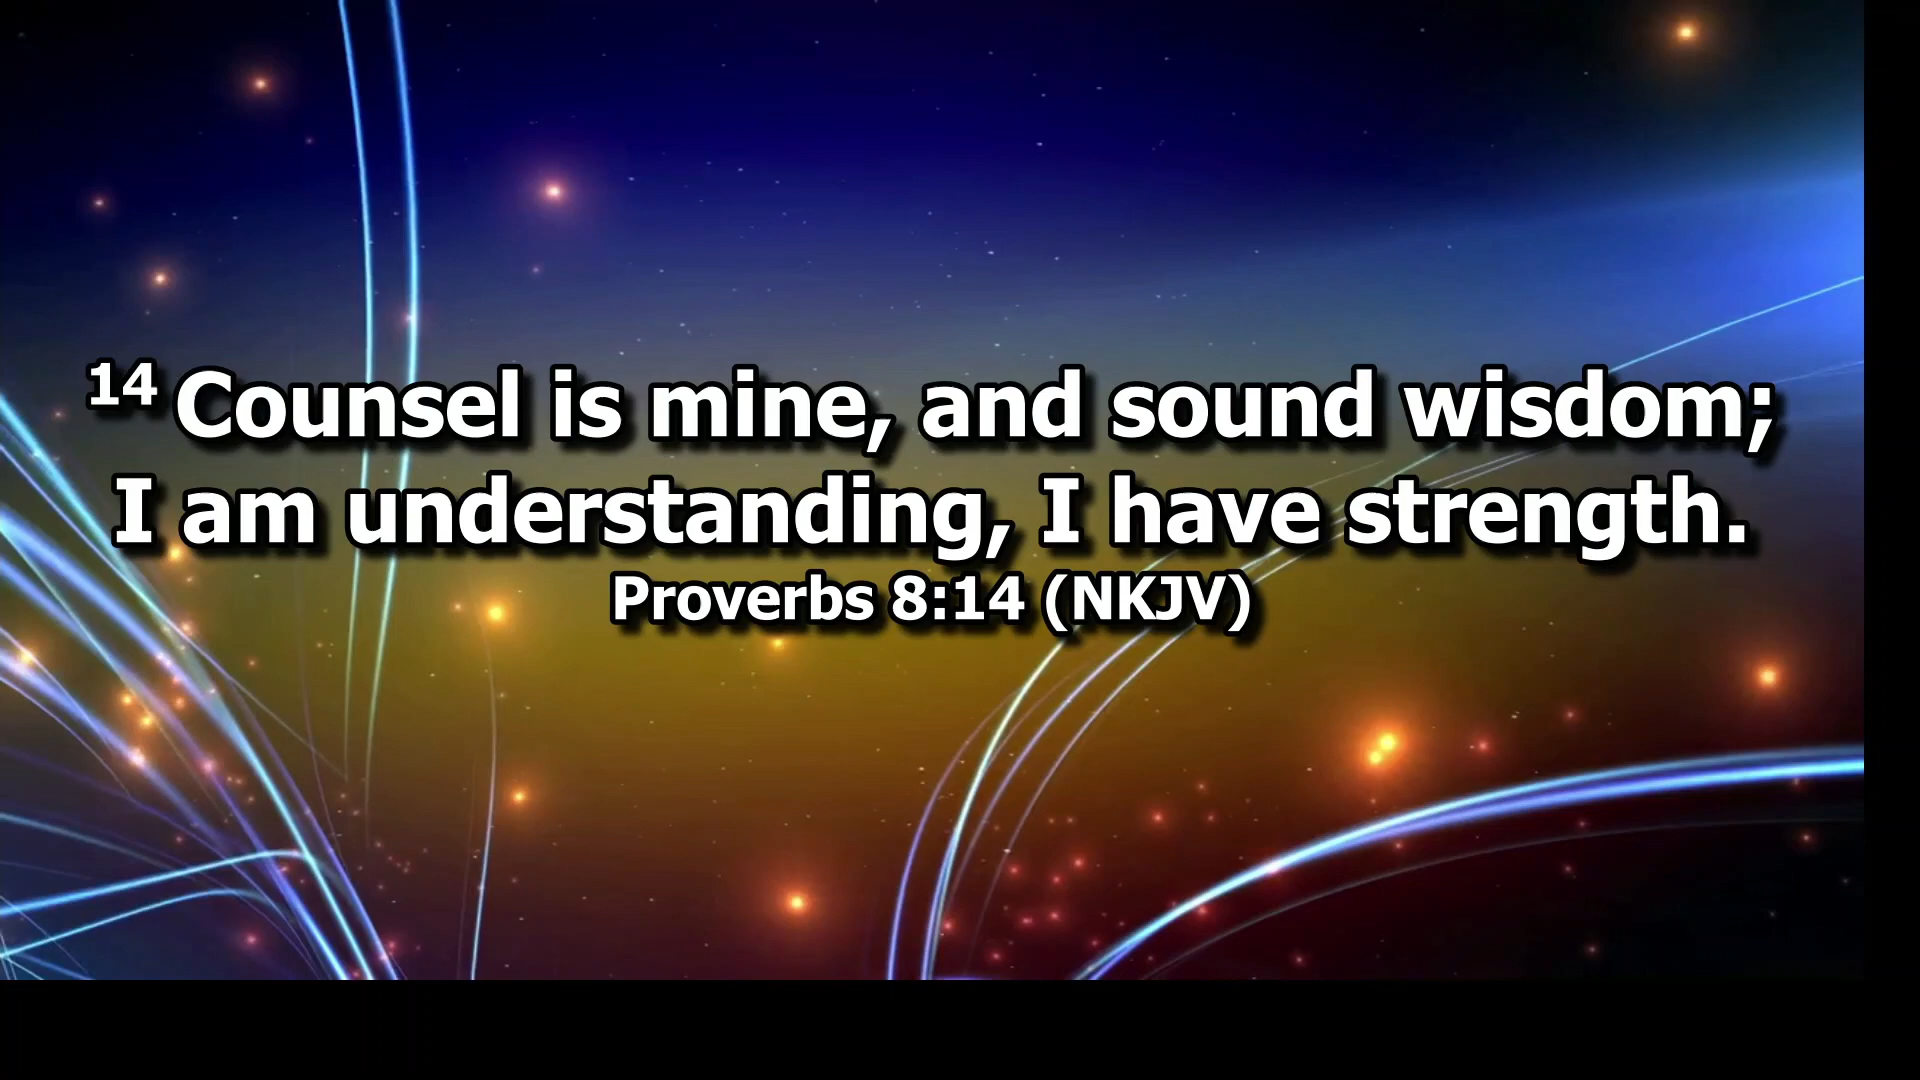 14 Counsel is mine, and sound wisdom;
I am understanding, I have strength.
Proverbs 8:14 (NKJV)